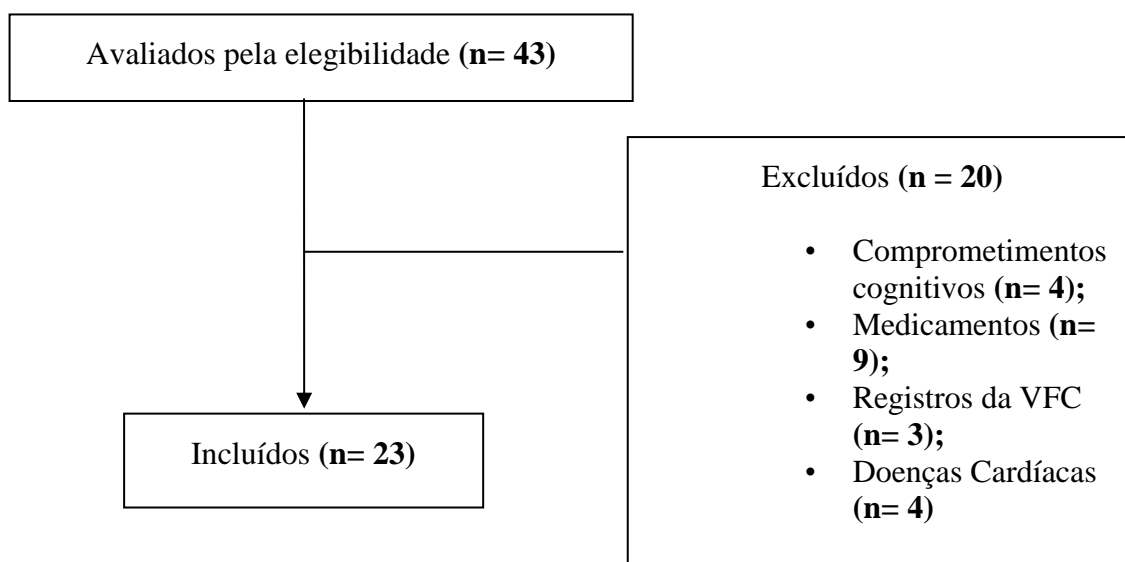 Avaliados pela elegibilidade (n= 43)
Excluídos (n = 20)
• Comprometimentos
cognitivos (n= 4);
• Medicamentos (n=
9);
• Registros da VFC
(n= 3);
• Doenças Cardíacas
(n= 4)
Incluídos (n= 23)